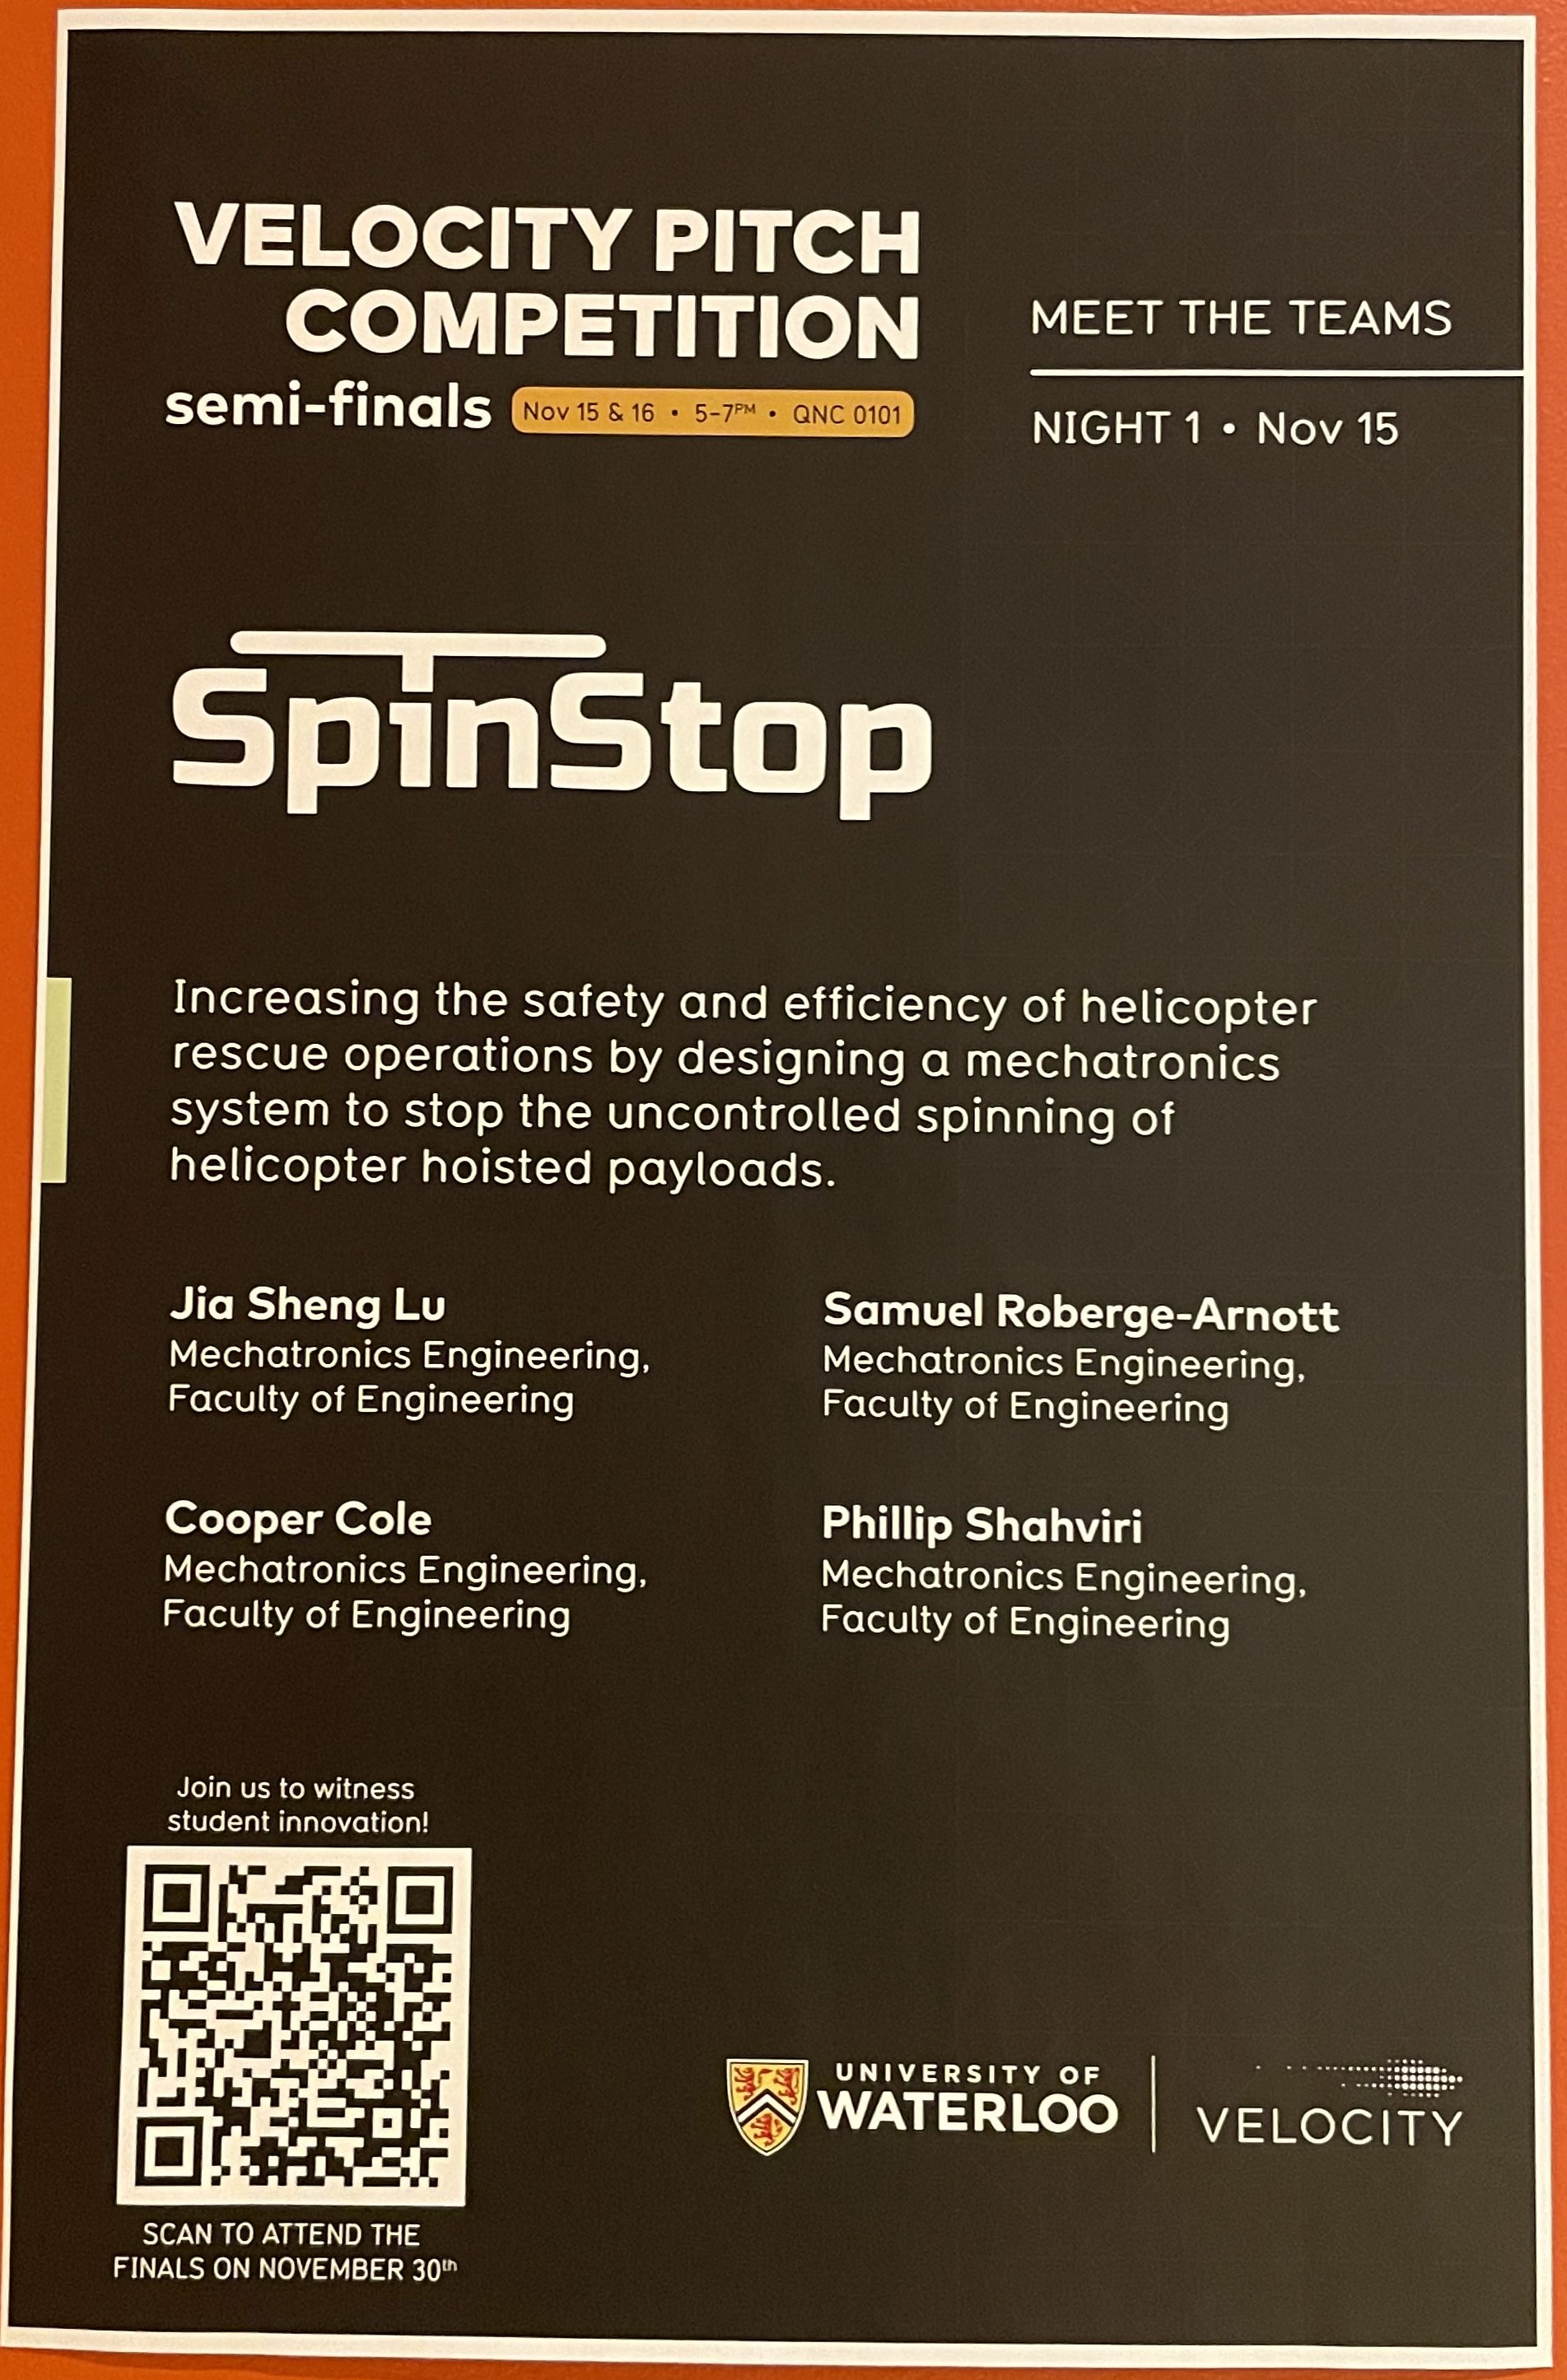 VELOCITY PITCH
COMPETITION
semi-finals
Nov 15 & 16 • 5-7PM • QNC 0101
MEET THE TEAMS
NIGHT 1 • Nov 15
SpinStop
Increasing the safety and efficiency of helicopter
rescue operations by designing a mechatronics
system to stop the uncontrolled spinning of
helicopter hoisted payloads.
Jia Sheng Lu
Mechatronics Engineering,
Faculty of Engineering
Samuel Roberge-Arnott
Mechatronics Engineering,
Faculty of Engineering
Cooper Cole
Mechatronics Engineering,
Faculty of Engineering
Phillip Shahviri
Mechatronics Engineering,
Faculty of Engineering
Join us to witness
student innovation!
SCAN TO ATTEND THE
FINALS ON NOVEMBER 30th
UNIVERSITY OF
WATERLOO
VELOCITY